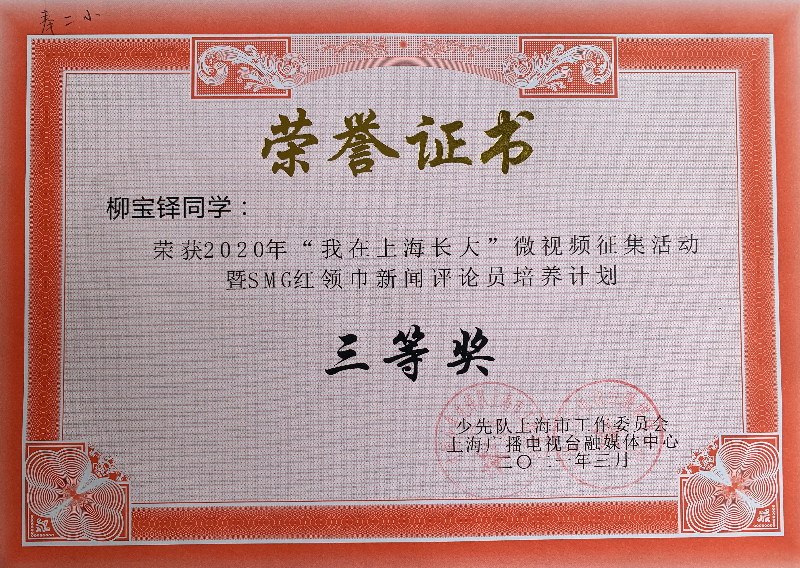 寿二小
荣誉证书
柳宝铎同学：
荣获2020年“我在上海长大”微视频征集活动
暨SMG红领巾新闻评论员培养计划
三等奖
少先队上海市工作委员会
上海广播电视台融媒体中心
二〇二一年三月